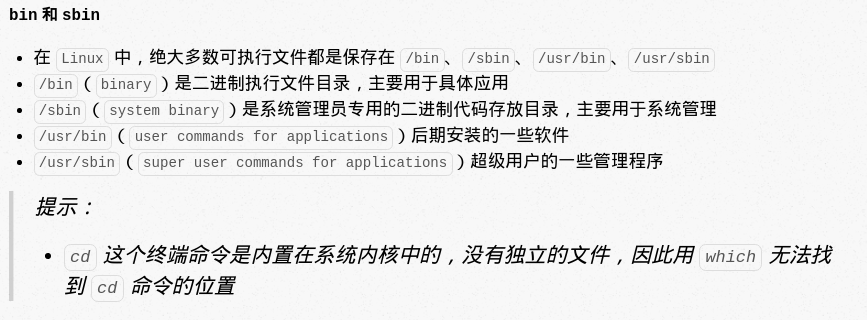 bin 和 sbin
在 Linux 中，绝大多数可执行文件都是保存在 /bin、/sbin、/usr/bin、/usr/sbin
/bin（binary）是二进制执行文件目录，主要用于具体应用
/sbin（system binary）是系统管理员专用的二进制代码存放目录，主要用于系统管理
/usr/bin（user commands for applications）后期安装的一些软件
/usr/sbin（super user commands for applications）超级用户的一些管理程序
提示：
cd 这个终端命令是内置在系统内核中的，没有独立的文件，因此用 which 无法找
到 cd 命令的位置